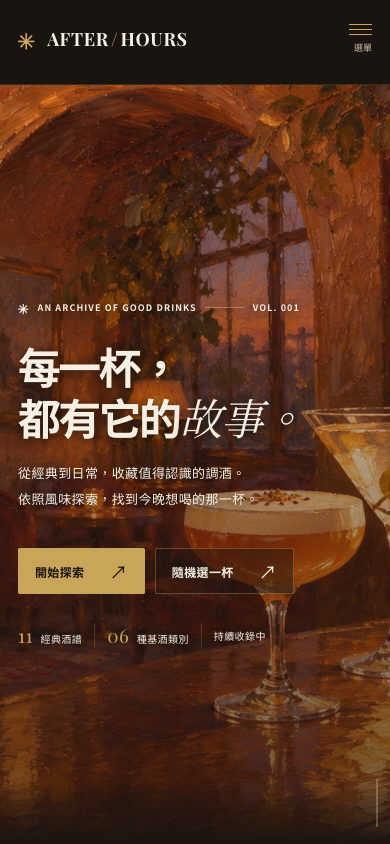 AFTER / HOURS
選單
AN ARCHIVE OF GOOD DRINKS
VOL. 001
每一杯，
都有它的故事。
從經典到日常，收藏值得認識的調酒。
依照風味探索，找到今晚想喝的那一杯。
開始探索 ↗
隨機選一杯 ↗
11 經典酒譜
06 種基酒類別
持續收錄中